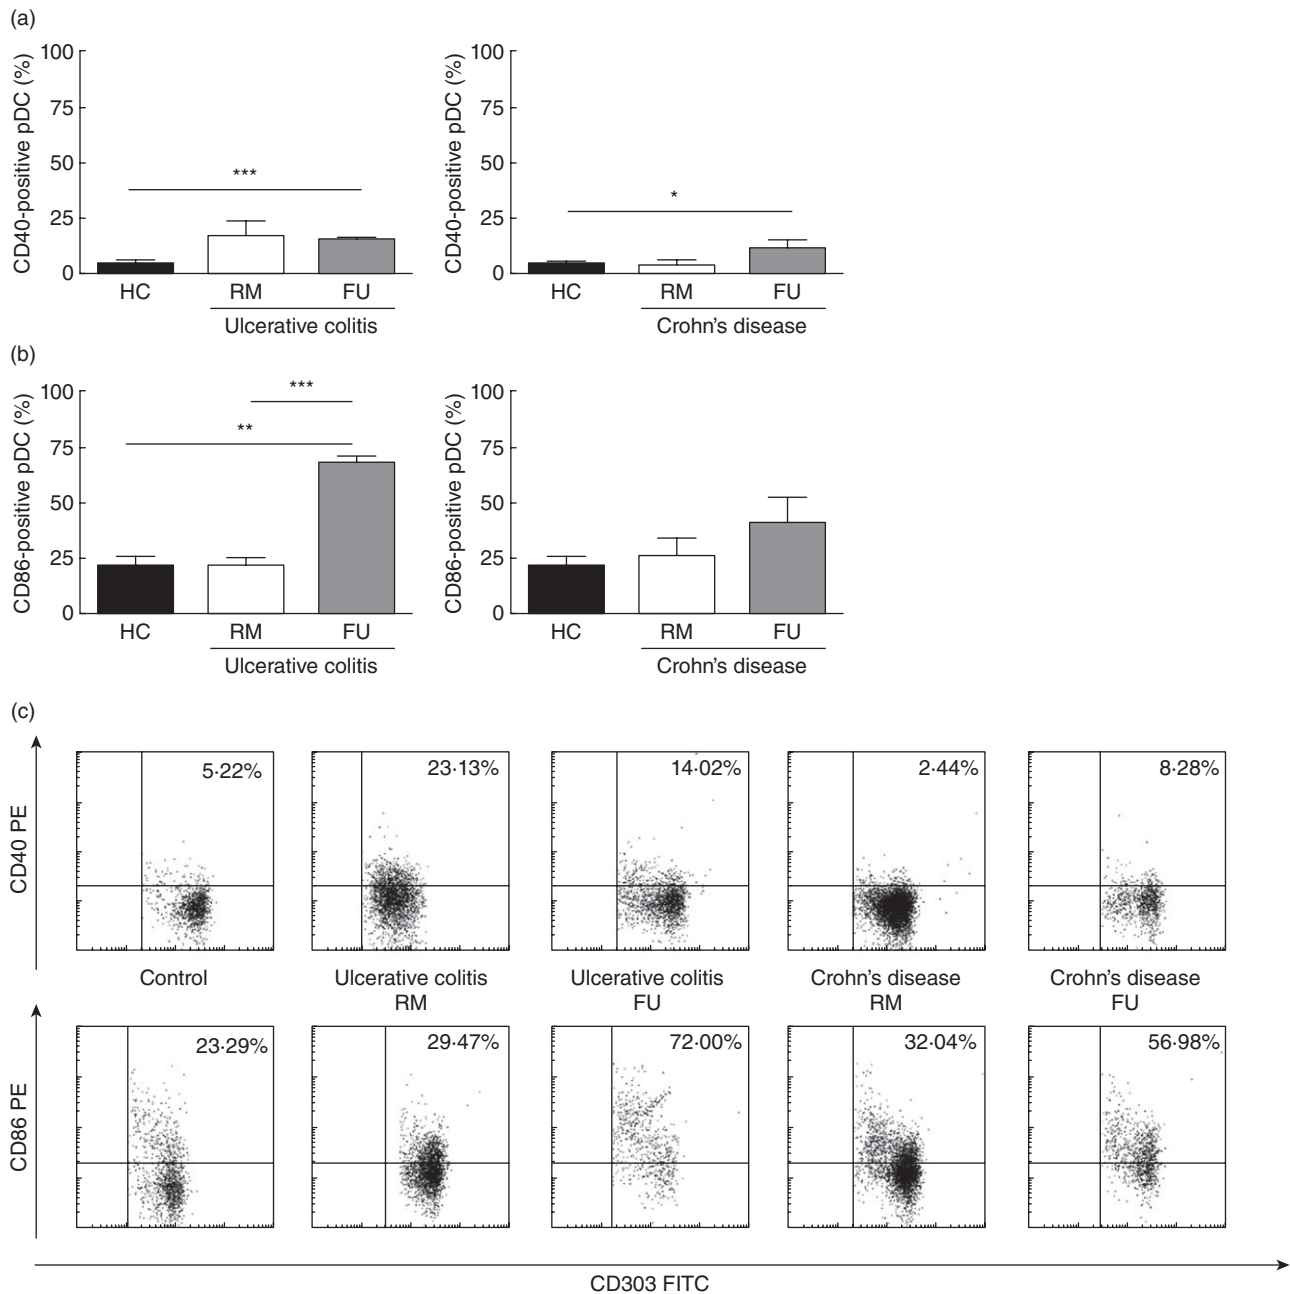 (a)
CD40-positive pDC (%)
100
75
50
25
0
***
HC RM FU
Ulcerative colitis
CD40-positive pDC (%)
100
75
50
25
0
*
HC RM FU
Crohn's disease
(b)
CD86-positive pDC (%)
100
75
50
25
0
***
**
HC RM FU
Ulcerative colitis
CD86-positive pDC (%)
100
75
50
25
0
HC RM FU
Crohn's disease
(c)
CD40 PE
5·22% 23·13% 14·02% 2·44% 8·28%
Control Ulcerative colitis Ulcerative colitis Crohn's disease Crohn's disease
RM FU RM FU
CD86 PE
23·29% 29·47% 72·00% 32·04% 56·98%
CD303 FITC